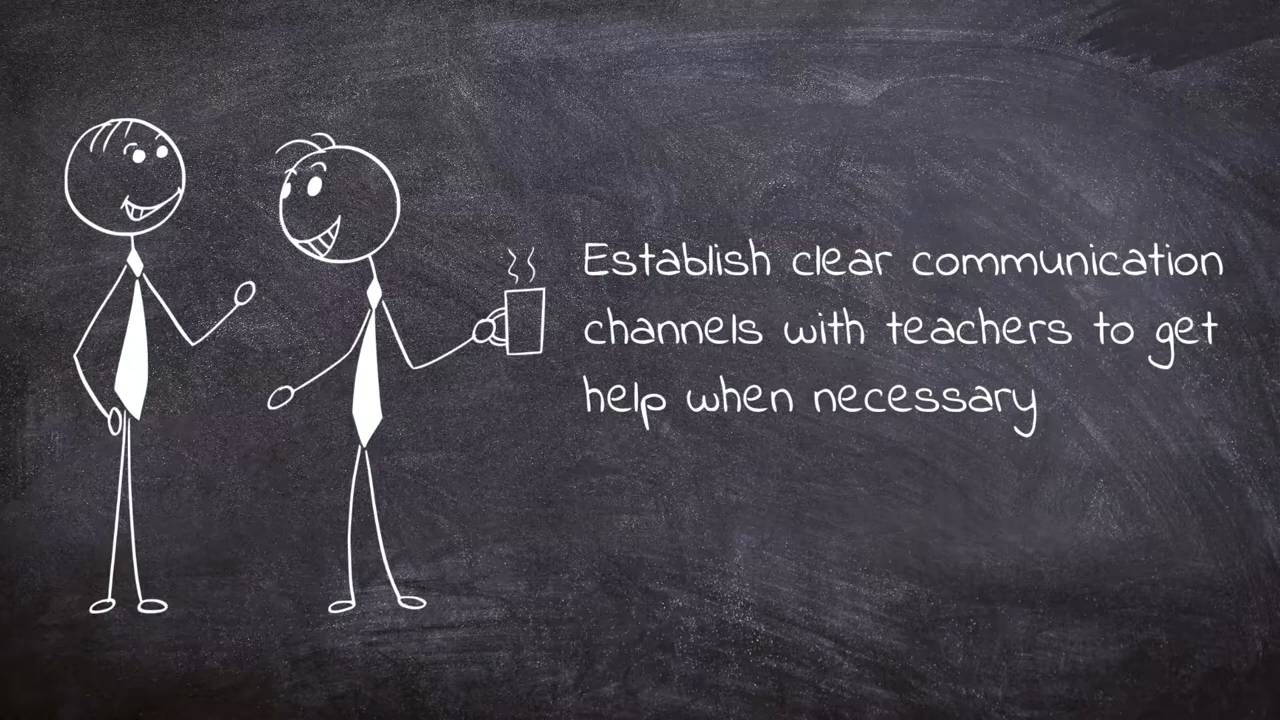 Establish clear communication
channels with teachers to get
help when necessary